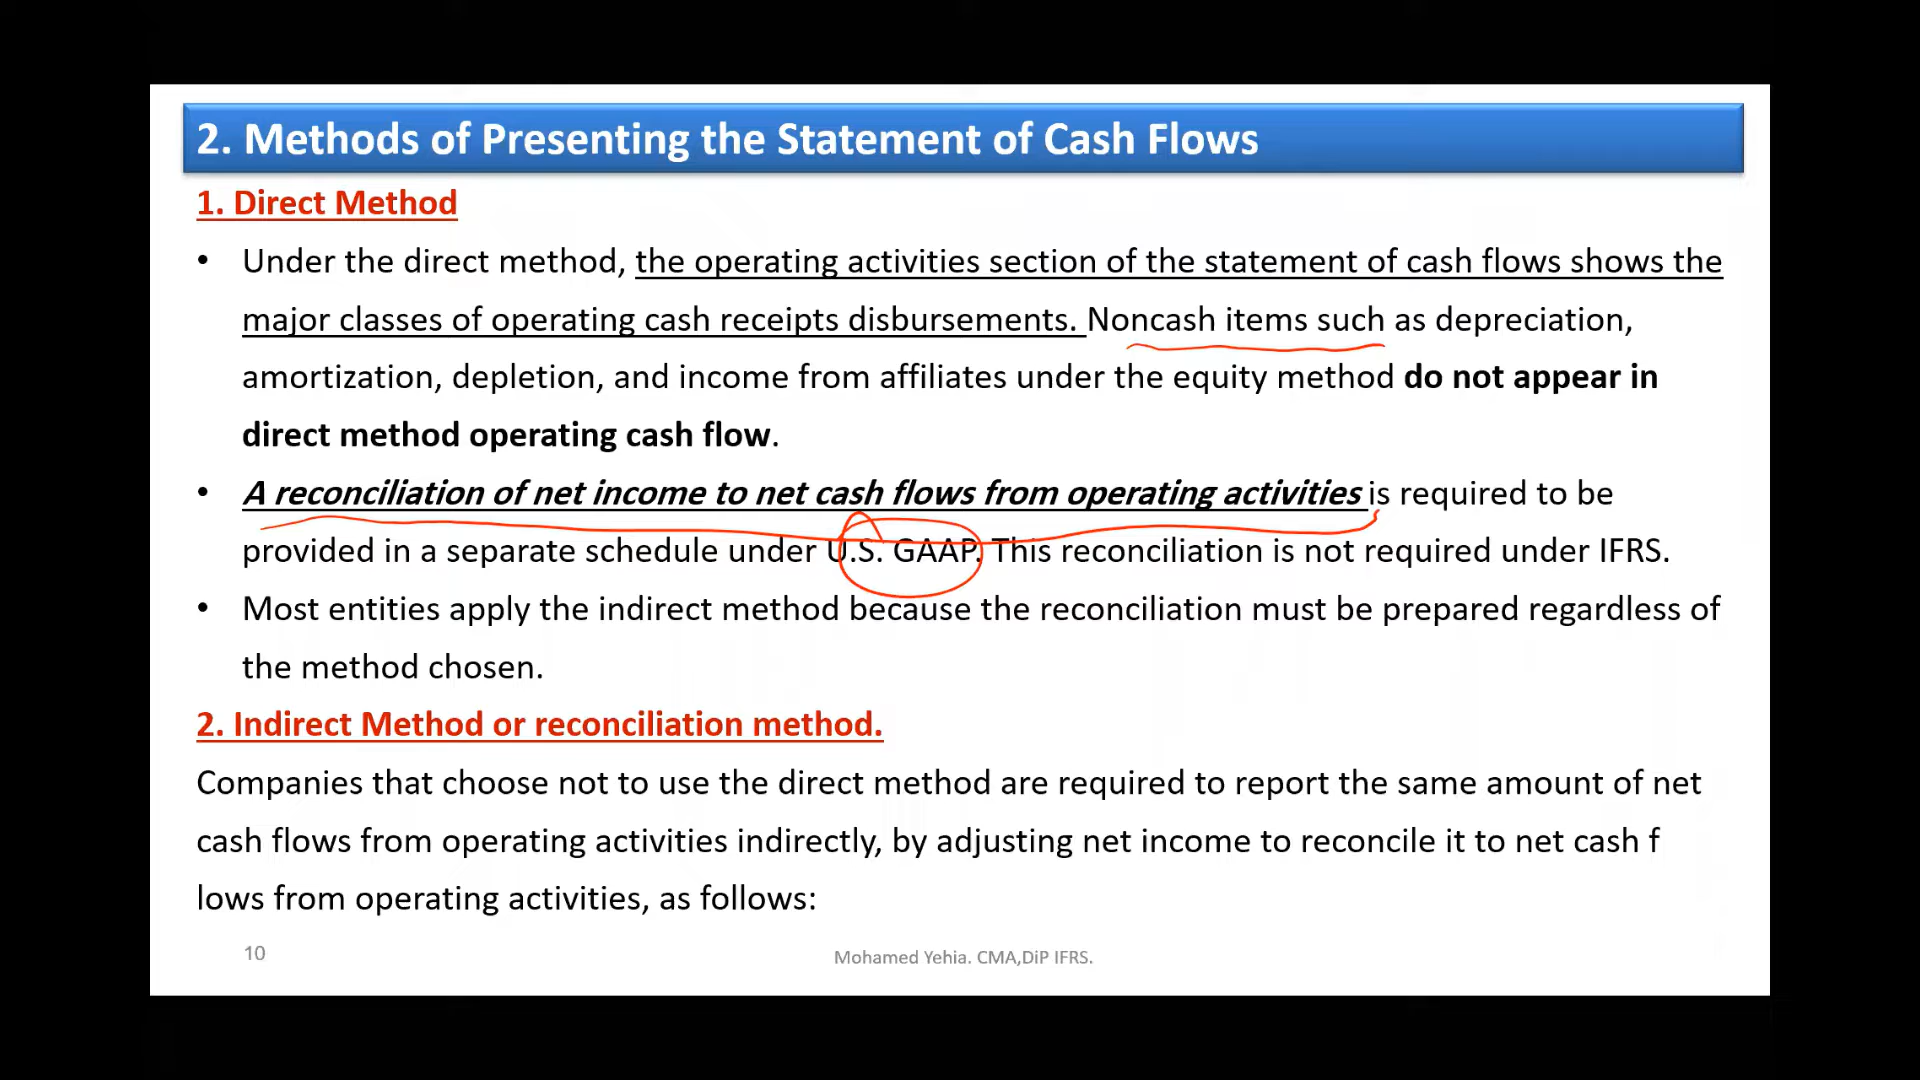 2. Methods of Presenting the Statement of Cash Flows
1. Direct Method
• Under the direct method, the operating activities section of the statement of cash flows shows the
major classes of operating cash receipts disbursements. Noncash items such as depreciation,
amortization, depletion, and income from affiliates under the equity method do not appear in
direct method operating cash flow.
• A reconciliation of net income to net cash flows from operating activities is required to be
provided in a separate schedule under U.S. GAAP. This reconciliation is not required under IFRS.
• Most entities apply the indirect method because the reconciliation must be prepared regardless of
the method chosen.
2. Indirect Method or reconciliation method.
Companies that choose not to use the direct method are required to report the same amount of net
cash flows from operating activities indirectly, by adjusting net income to reconcile it to net cash f
lows from operating activities, as follows:
10
Mohamed Yehia. CMA,DiP IFRS.